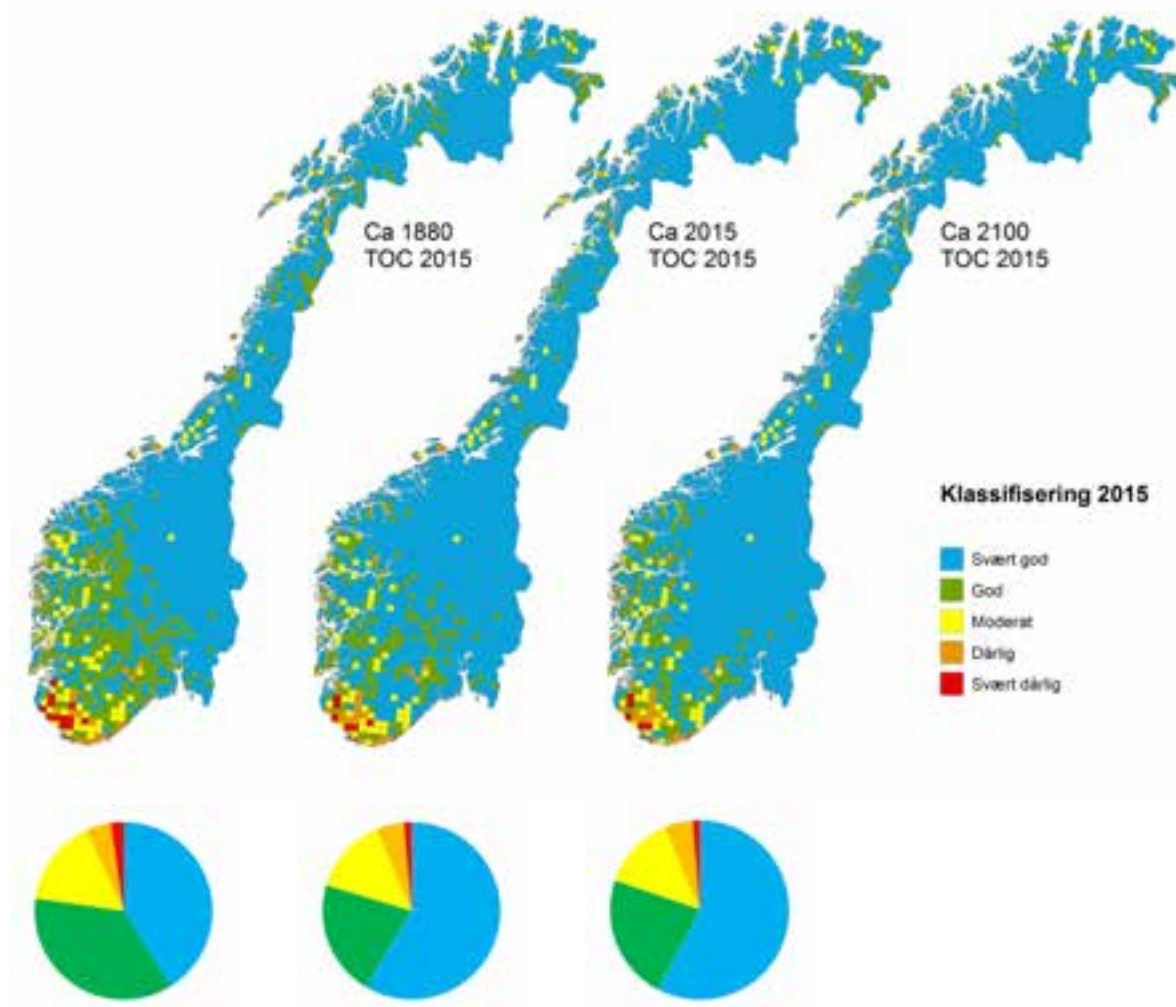 Ca 1880
TOC 2015
Ca 2015
TOC 2015
Ca 2100
TOC 2015
Klassifisering 2015
Svært god
God
Moderat
Dårlig
Svært dårlig